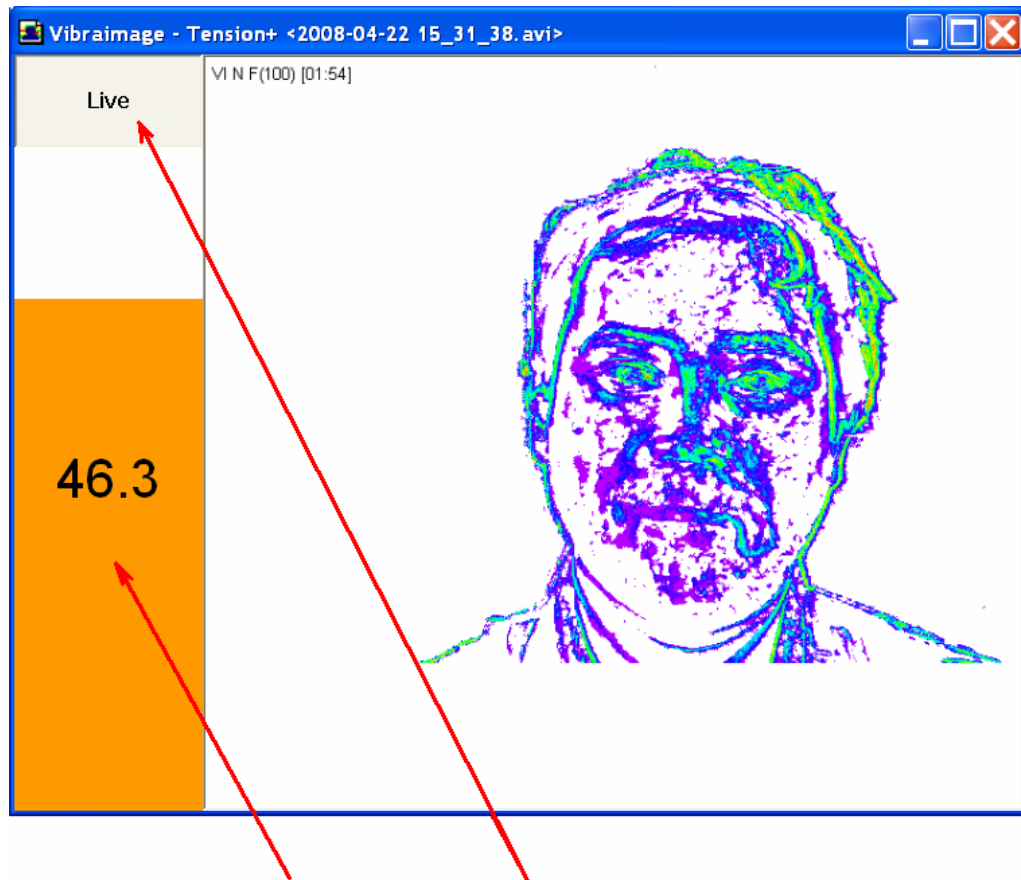 Vibraimage - Tension+ <2008-04-22 15_31_38.avi>
Live
VI N F(100) [01:54]
46.3